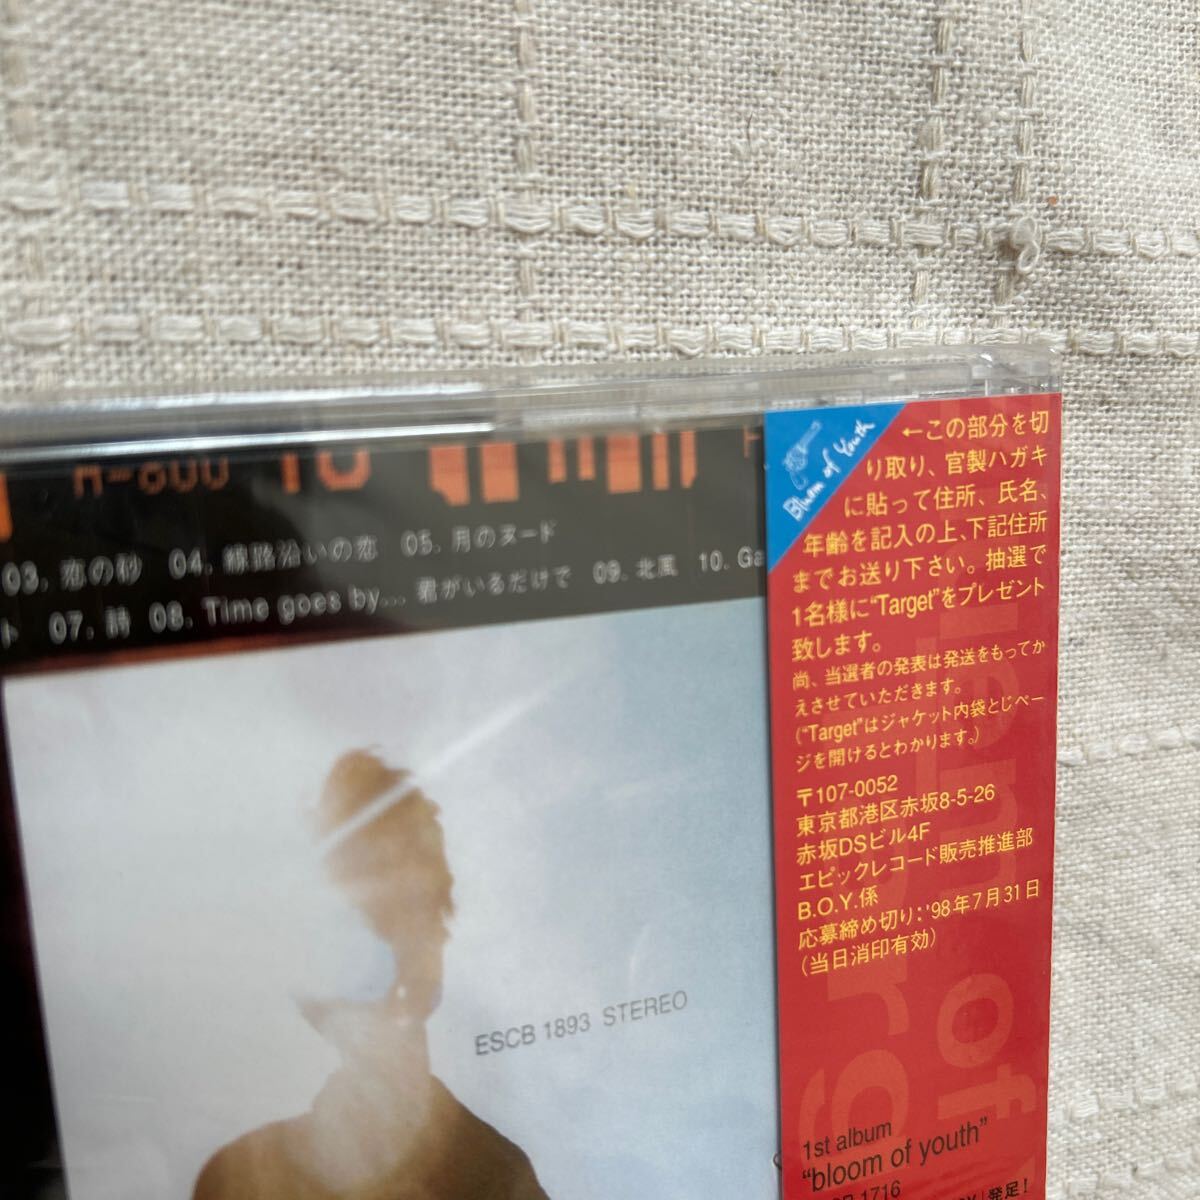 A-800 10
03. 恋の砂 04. 線路沿いの恋 05. 月のヌード
ト 07. 詩 08. Time goes by... 君がいるだけで 09. 北風 10. Ga
ESCB 1893 STEREO
Bloom of Youth
←この部分を切
り取り、官製ハガキ
に貼って住所、氏名、
年齢を記入の上、下記住所
までお送り下さい。抽選で
1名様に“Target”をプレゼント
致します。
尚、当選者の発表は発送をもってか
えさせていただきます。
(“Target”はジャケット内袋とじペー
ジを開けるとわかります。)
〒107-0052
東京都港区赤坂8-5-26
赤坂DSビル4F
エピックレコード販売推進部
B.O.Y.係
応募締め切り:'98年7月31日
(当日消印有効)
1st album
“bloom of youth”
1716
発足!